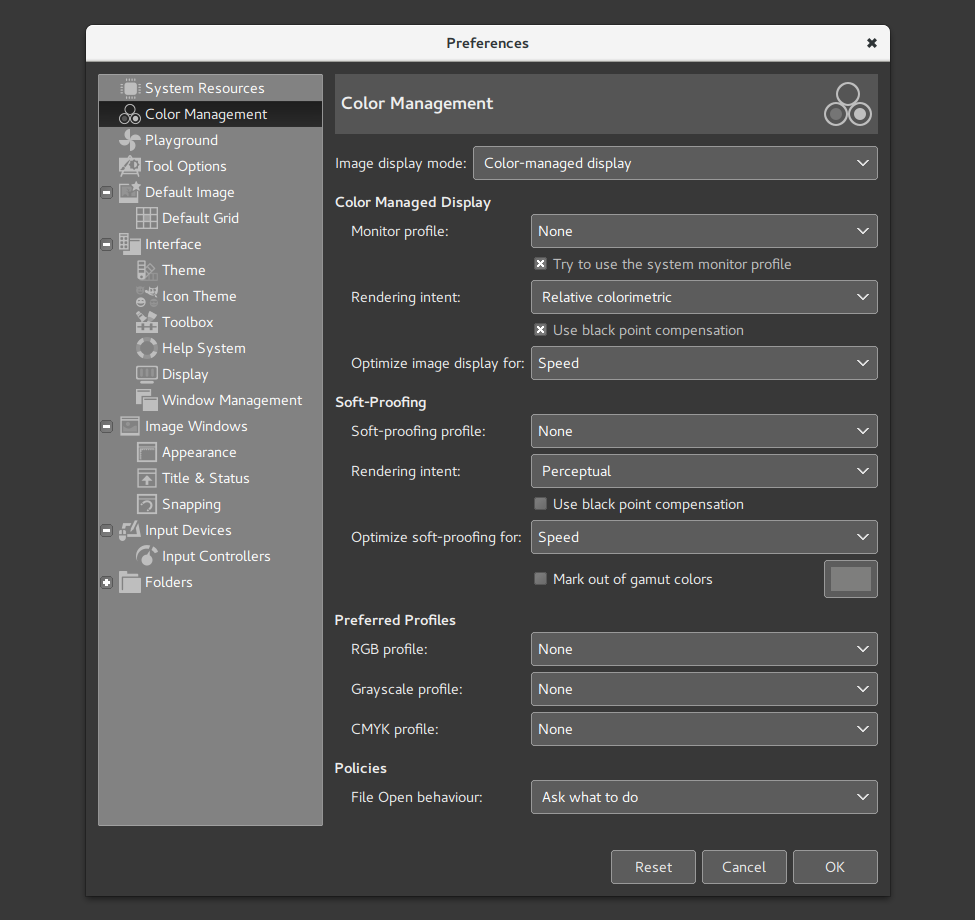 Preferences
System Resources
Color Management
Playground
Tool Options
Default Image
Default Grid
Interface
Theme
Icon Theme
Toolbox
Help System
Display
Window Management
Image Windows
Appearance
Title & Status
Snapping
Input Devices
Input Controllers
Folders
Color Management
Image display mode: Color-managed display
Color Managed Display
Monitor profile: None
Try to use the system monitor profile
Rendering intent: Relative colorimetric
Use black point compensation
Optimize image display for: Speed
Soft-Proofing
Soft-proofing profile: None
Rendering intent: Perceptual
Use black point compensation
Optimize soft-proofing for: Speed
Mark out of gamut colors
Preferred Profiles
RGB profile: None
Grayscale profile: None
CMYK profile: None
Policies
File Open behaviour: Ask what to do
Reset Cancel OK